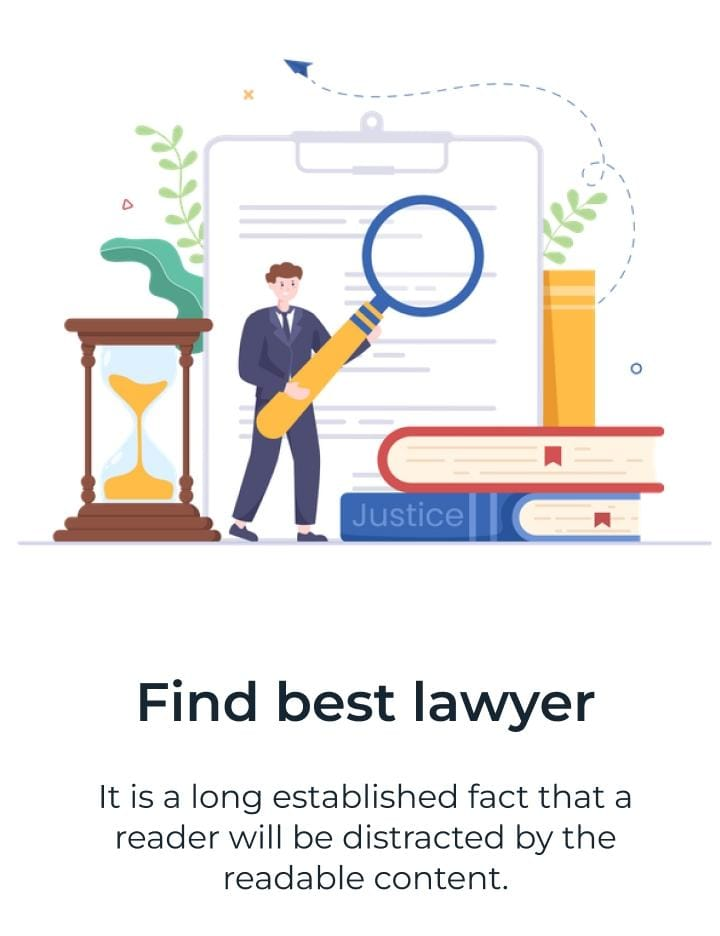 Justice
Find best lawyer
It is a long established fact that a
reader will be distracted by the
readable content.